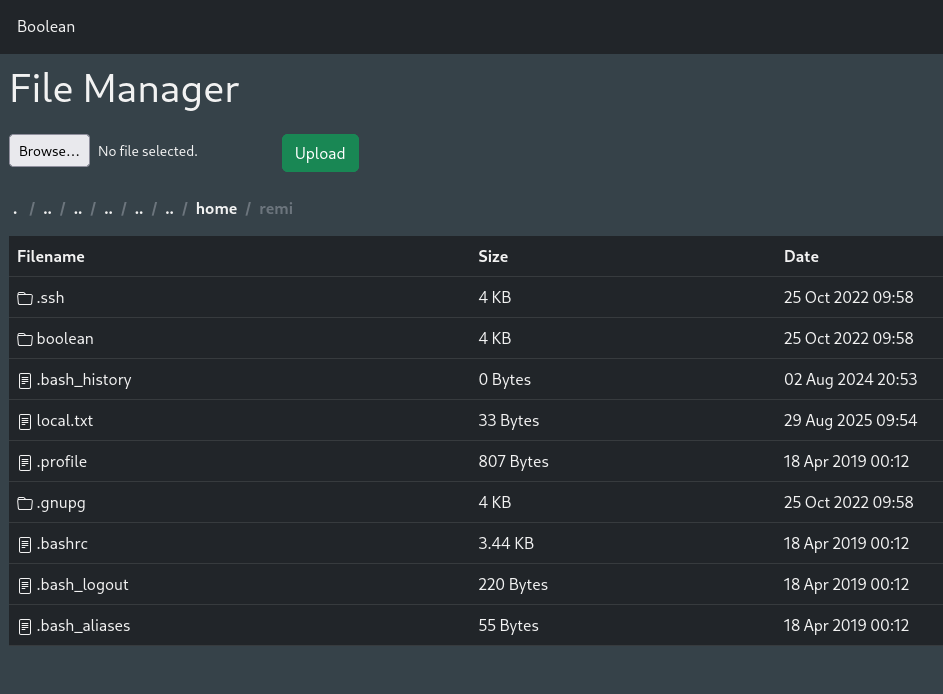 Boolean
File Manager
Browse... No file selected. Upload
. / .. / .. / .. / .. / .. / home / remi
Filename Size Date
.ssh 4 KB 25 Oct 2022 09:58
boolean 4 KB 25 Oct 2022 09:58
.bash_history 0 Bytes 02 Aug 2024 20:53
local.txt 33 Bytes 29 Aug 2025 09:54
.profile 807 Bytes 18 Apr 2019 00:12
.gnupg 4 KB 25 Oct 2022 09:58
.bashrc 3.44 KB 18 Apr 2019 00:12
.bash_logout 220 Bytes 18 Apr 2019 00:12
.bash_aliases 55 Bytes 18 Apr 2019 00:12